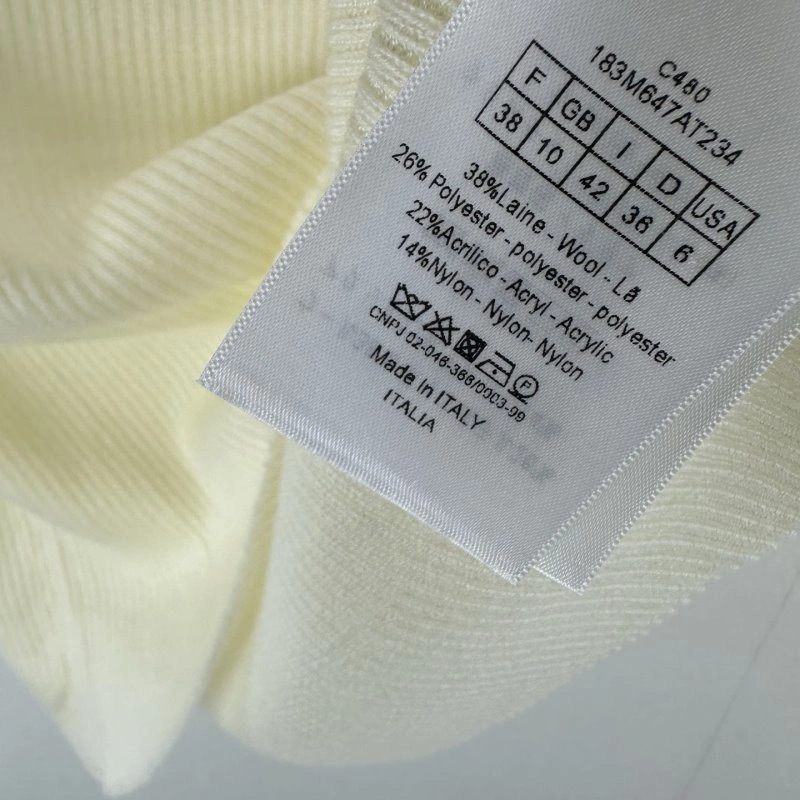 C480
183M647AT234
F GB I D USA
38 10 42 36 6
38%Laine - Wool - Lã
26% Polyester - polyester - polyester
22%Acrilico - Acryl - Acrylic
14%Nylon - Nylon- Nylon
F
CNPJ 02-046-368/0003-99
Made in ITALY
ITALIA